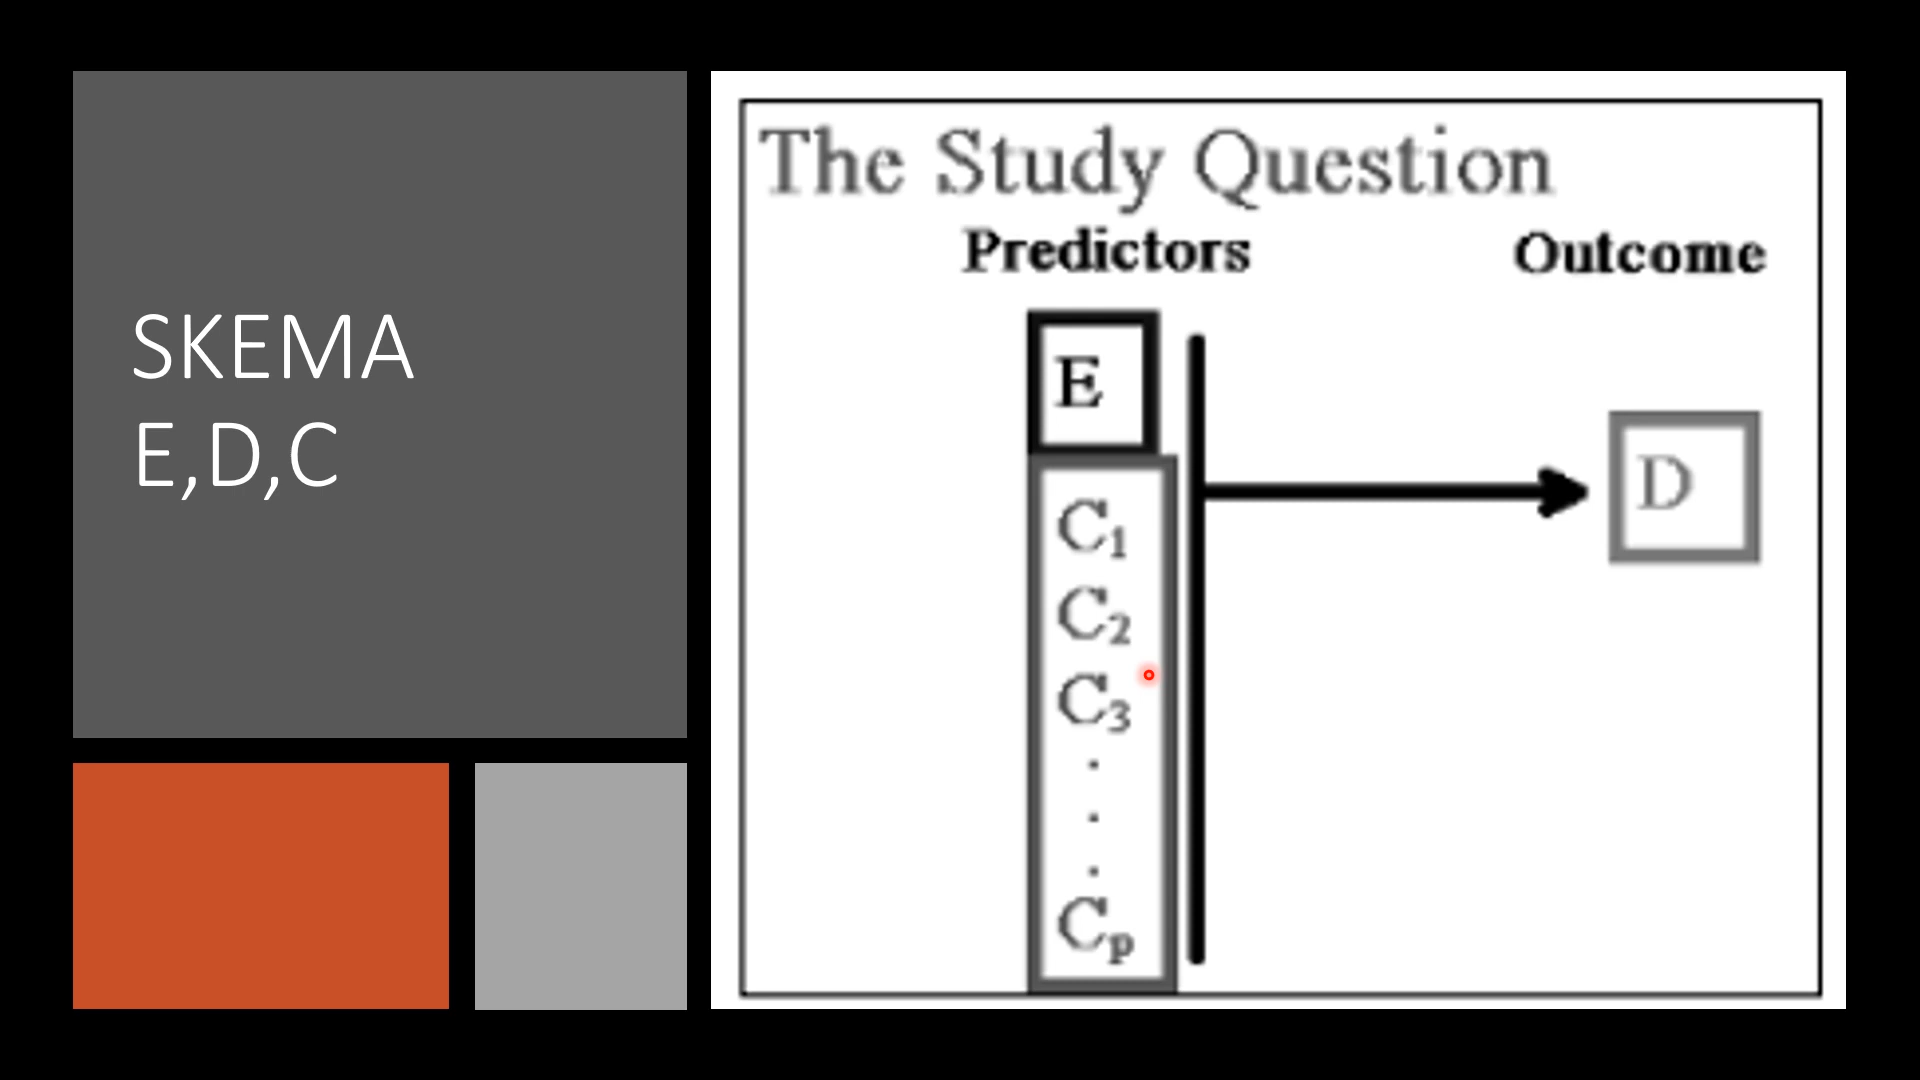 SKEMA
E,D,C
The Study Question
Predictors Outcome
E
D
C₁
C₂
C₃
.
.
.
Cₚ